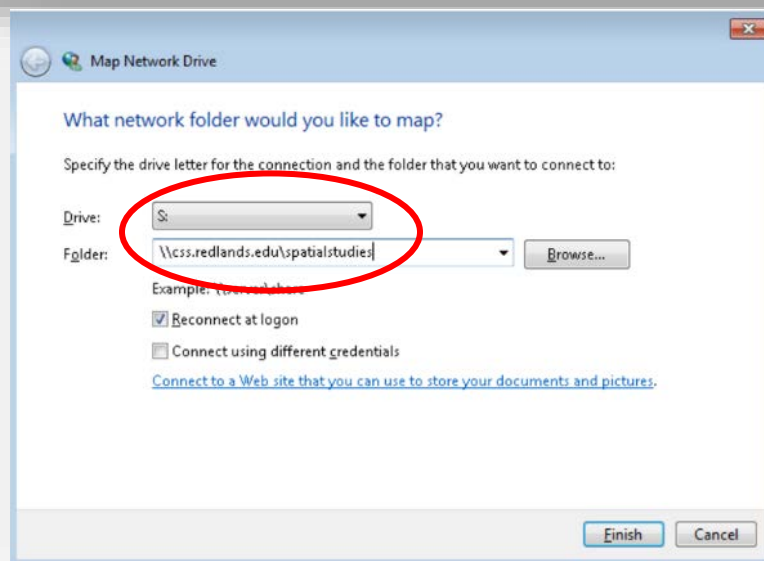 Map Network Drive
What network folder would you like to map?
Specify the drive letter for the connection and the folder that you want to connect to:
Drive: S:
Folder: \\css.redlands.edu\spatialstudies Browse...
Example: \\server\share
Reconnect at logon
Connect using different credentials
Connect to a Web site that you can use to store your documents and pictures.
Finish Cancel